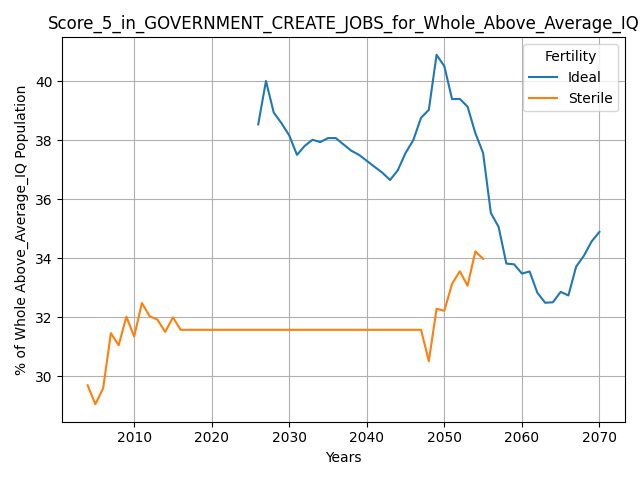 Score_5_in_GOVERNMENT_CREATE_JOBS_for_Whole_Above_Average_IQ
% of Whole Above_Average_IQ Population
40
38
36
34
32
30
Fertility
Ideal
Sterile
2010 2020 2030 2040 2050 2060 2070
Years